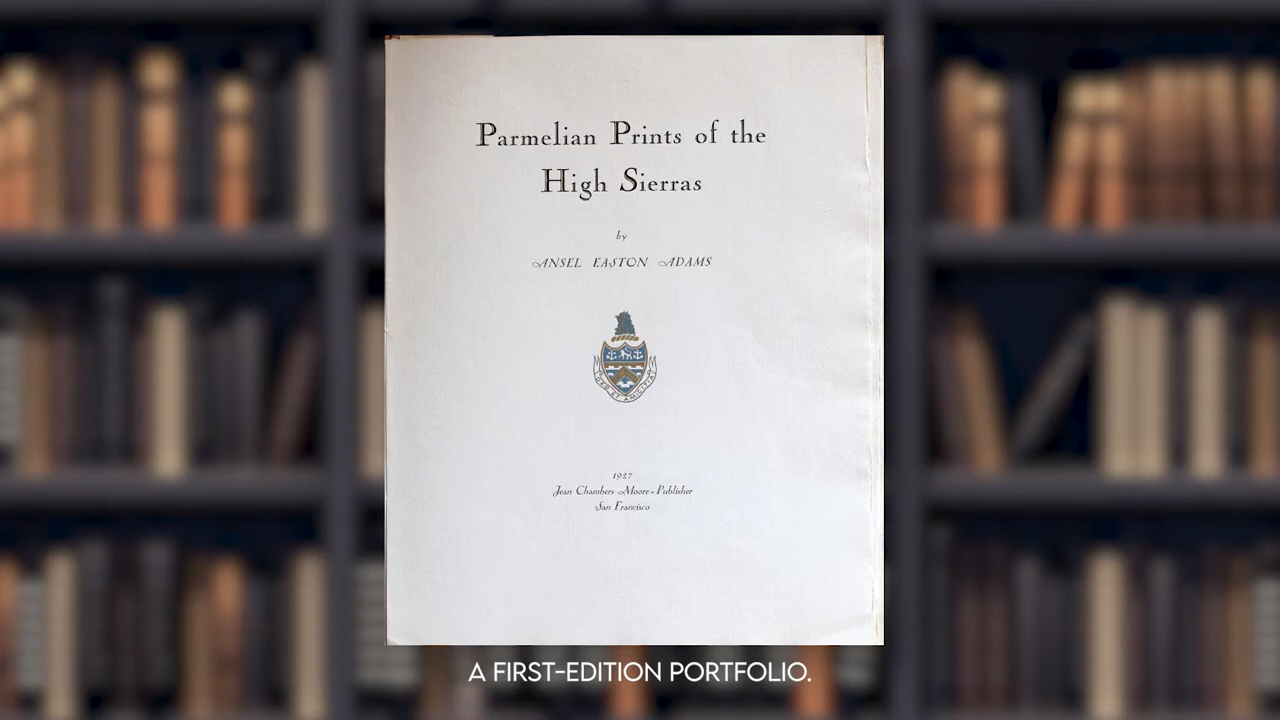 Parmelian Prints of the
High Sierras
by
ANSEL EASTON ADAMS
1927
Jean Chambers Moore - Publisher
San Francisco
A FIRST-EDITION PORTFOLIO.